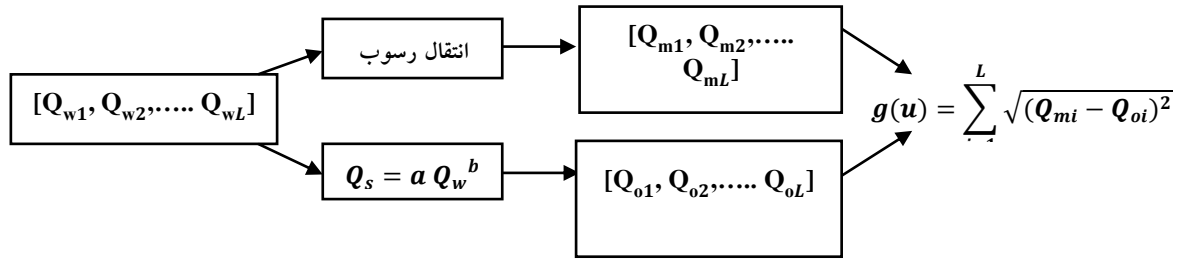 [Q_w1, Q_w2,..... Q_wL]
انتقال رسوب
Q_s = a Q_w^b
[Q_m1, Q_m2,.....
Q_mL]
[Q_o1, Q_o2,..... Q_oL]
g(u) = ∑^L √(Q_mi − Q_oi)^2